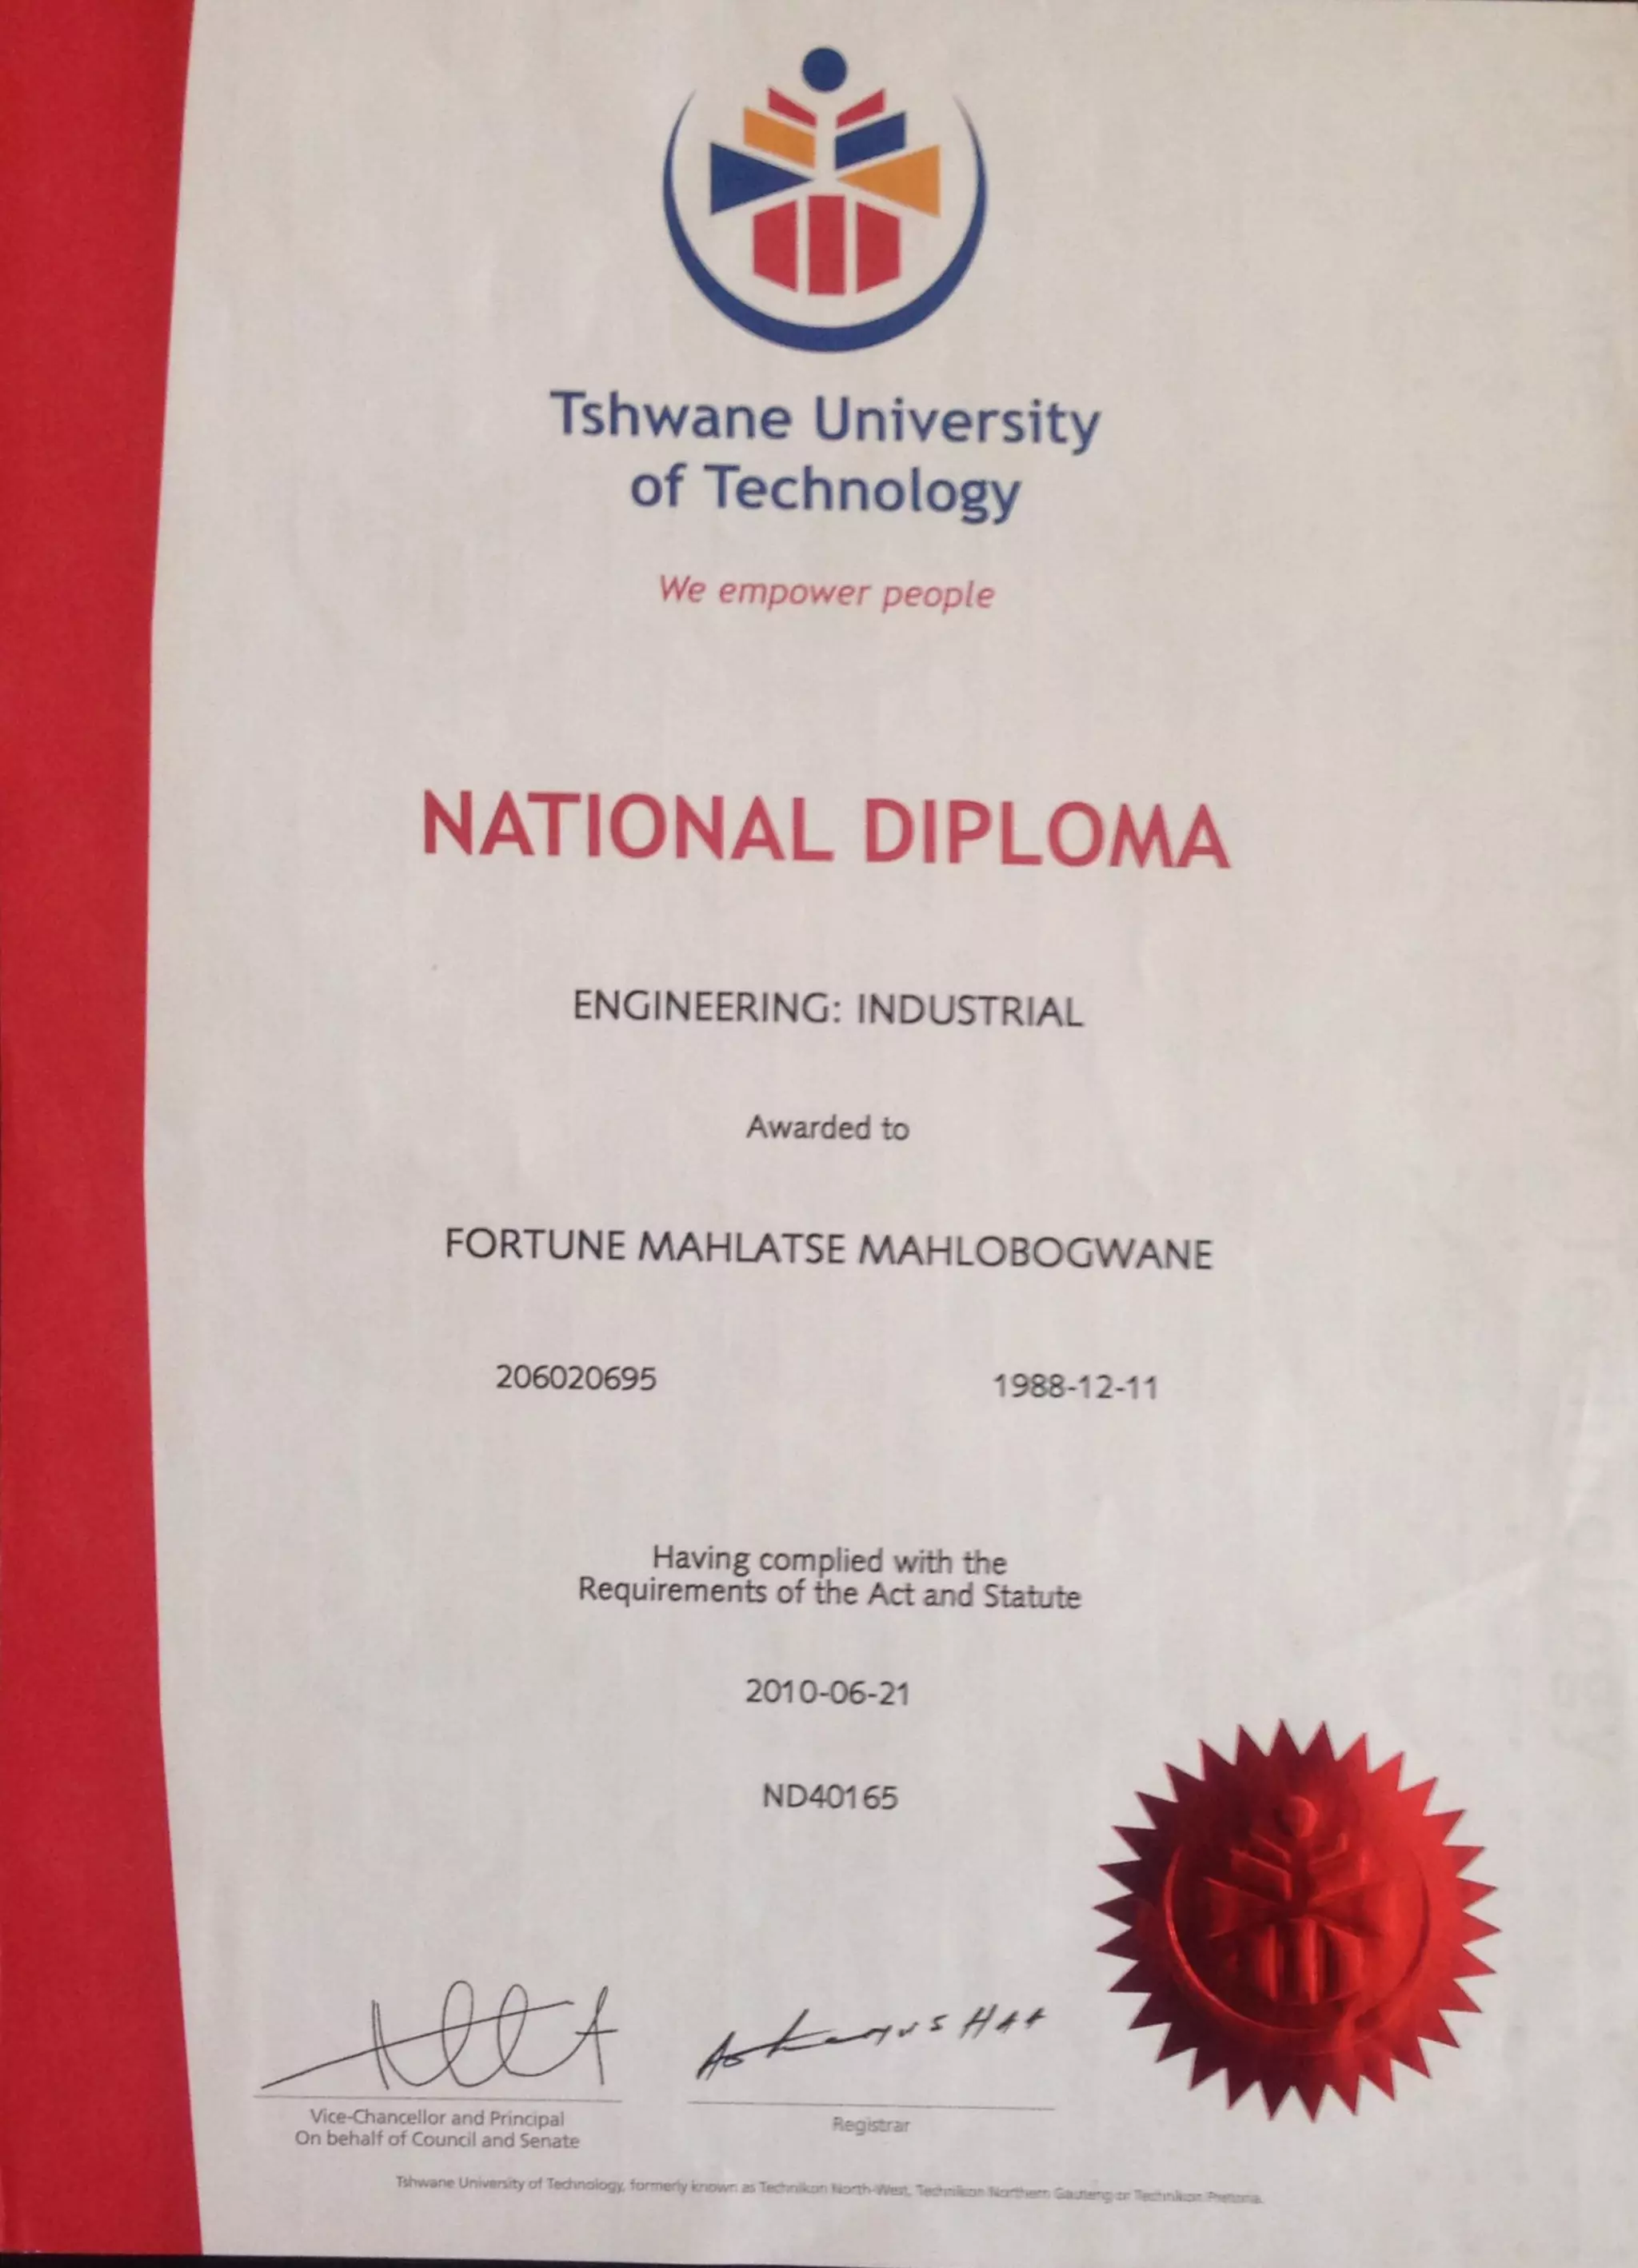 Tshwane University
of Technology
We empower people
NATIONAL DIPLOMA
ENGINEERING: INDUSTRIAL
Awarded to
FORTUNE MAHLATSE MAHLOBOGWANE
206020695 1988-12-11
Having complied with the
Requirements of the Act and Statute
2010-06-21
ND40165
Vice-Chancellor and Principal
On behalf of Council and Senate
Registrar
Tshwane University of Technology, formerly known as Technikon North-West, Technikon Northern Gauteng or Technikon Pretoria.